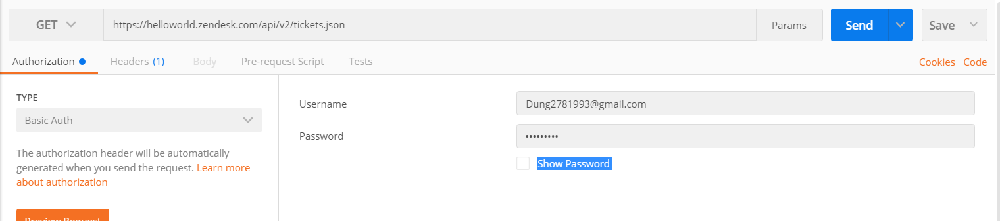 GET
https://helloworld.zendesk.com/api/v2/tickets.json
Params
Send
Save
Authorization
Headers (1)
Body
Pre-request Script
Tests
Cookies
Code
TYPE
Basic Auth
The authorization header will be automatically
generated when you send the request. Learn more
about authorization
Preview Request
Username
Dung2781993@gmail.com
Password
•••••••••
Show Password